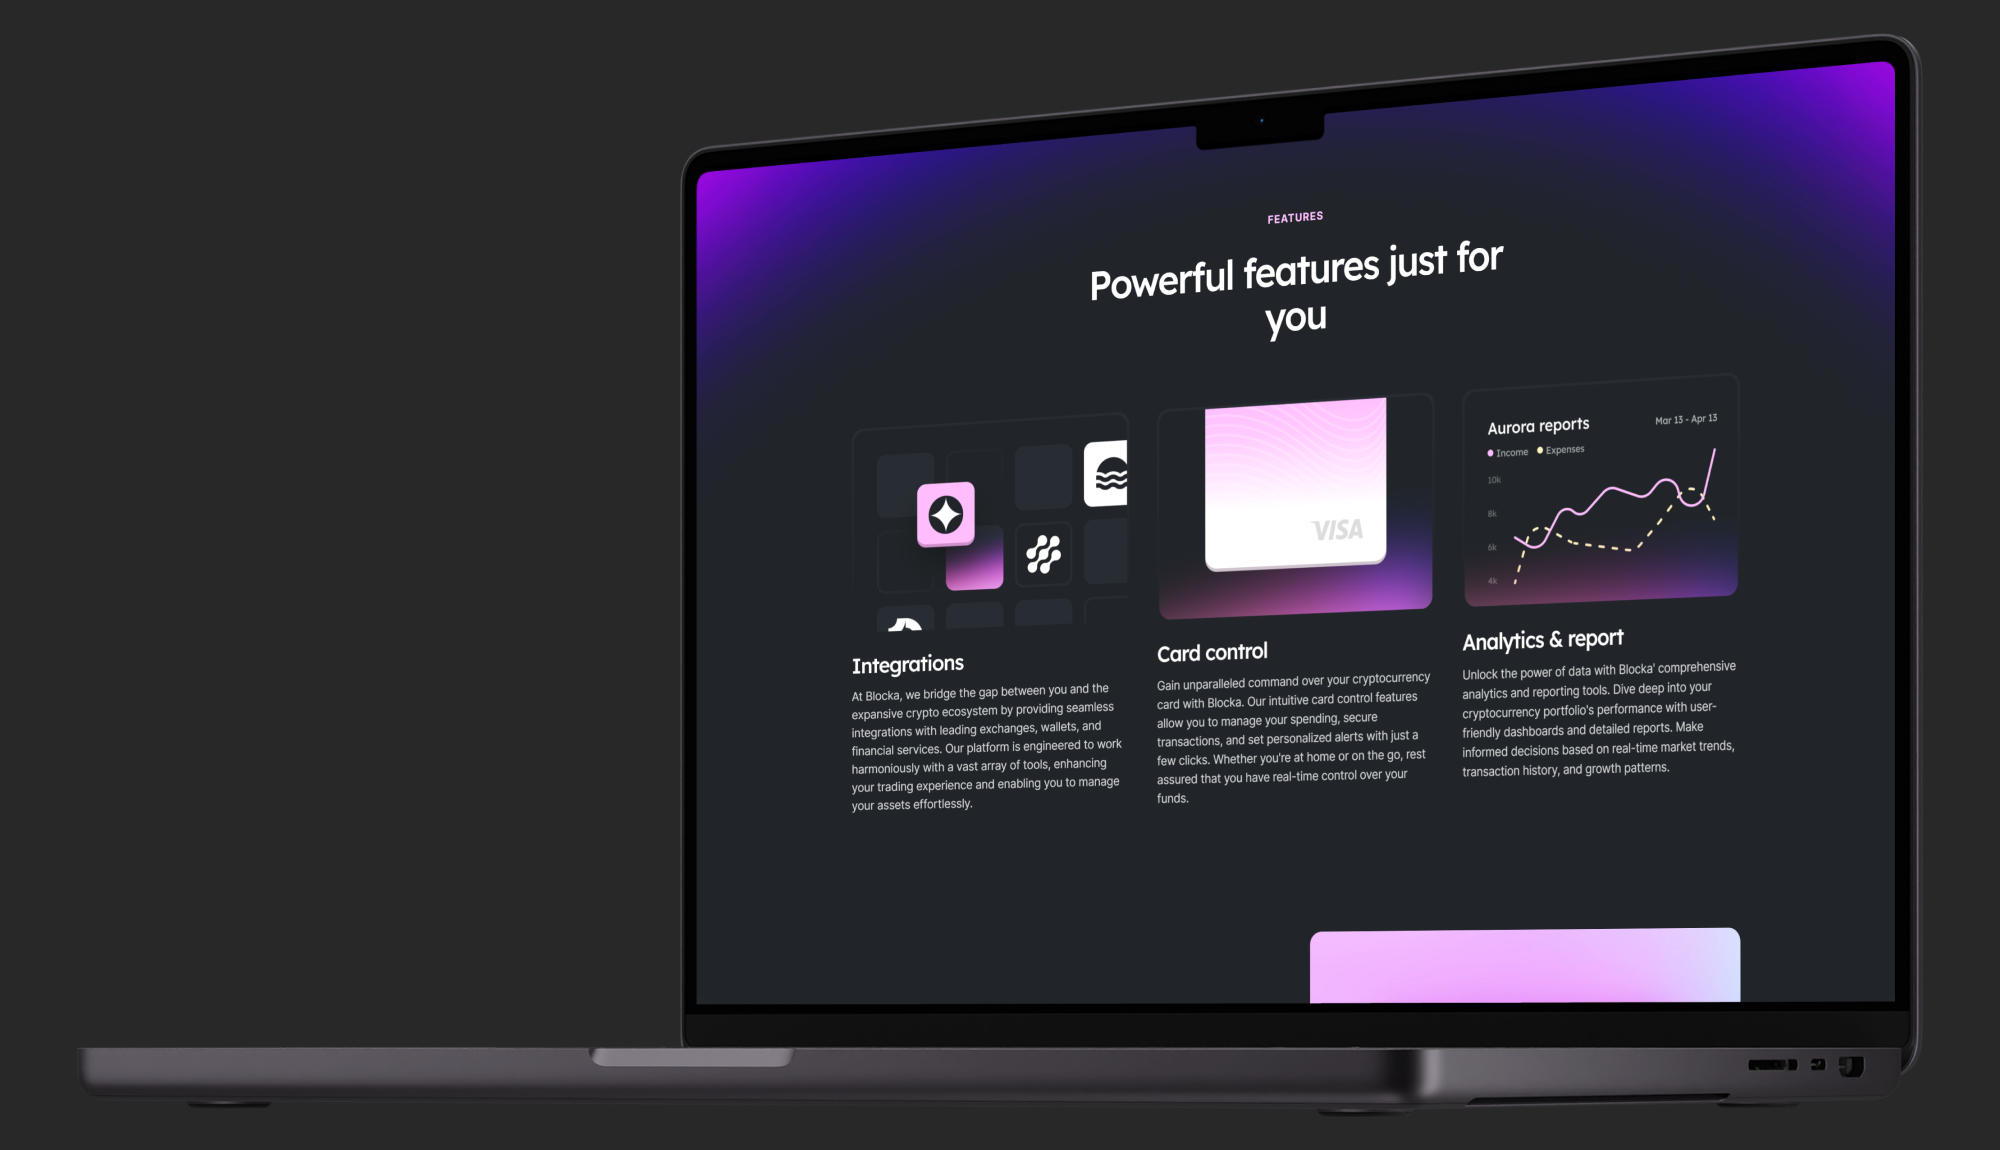 FEATURES
Powerful features just for
you
Integrations
At Blocka, we bridge the gap between you and the
expansive crypto ecosystem by providing seamless
integrations with leading exchanges, wallets, and
financial services. Our platform is engineered to work
harmoniously with a vast array of tools, enhancing
your trading experience and enabling you to manage
your assets effortlessly.
VISA
Card control
Gain unparalleled command over your cryptocurrency
card with Blocka. Our intuitive card control features
allow you to manage your spending, secure
transactions, and set personalized alerts with just a
few clicks. Whether you're at home or on the go, rest
assured that you have real-time control over your
funds.
Aurora reports
Mar 13 - Apr 13
Income Expenses
10k
8k
6k
4k
Analytics & report
Unlock the power of data with Blocka' comprehensive
analytics and reporting tools. Dive deep into your
cryptocurrency portfolio's performance with user-
friendly dashboards and detailed reports. Make
informed decisions based on real-time market trends,
transaction history, and growth patterns.